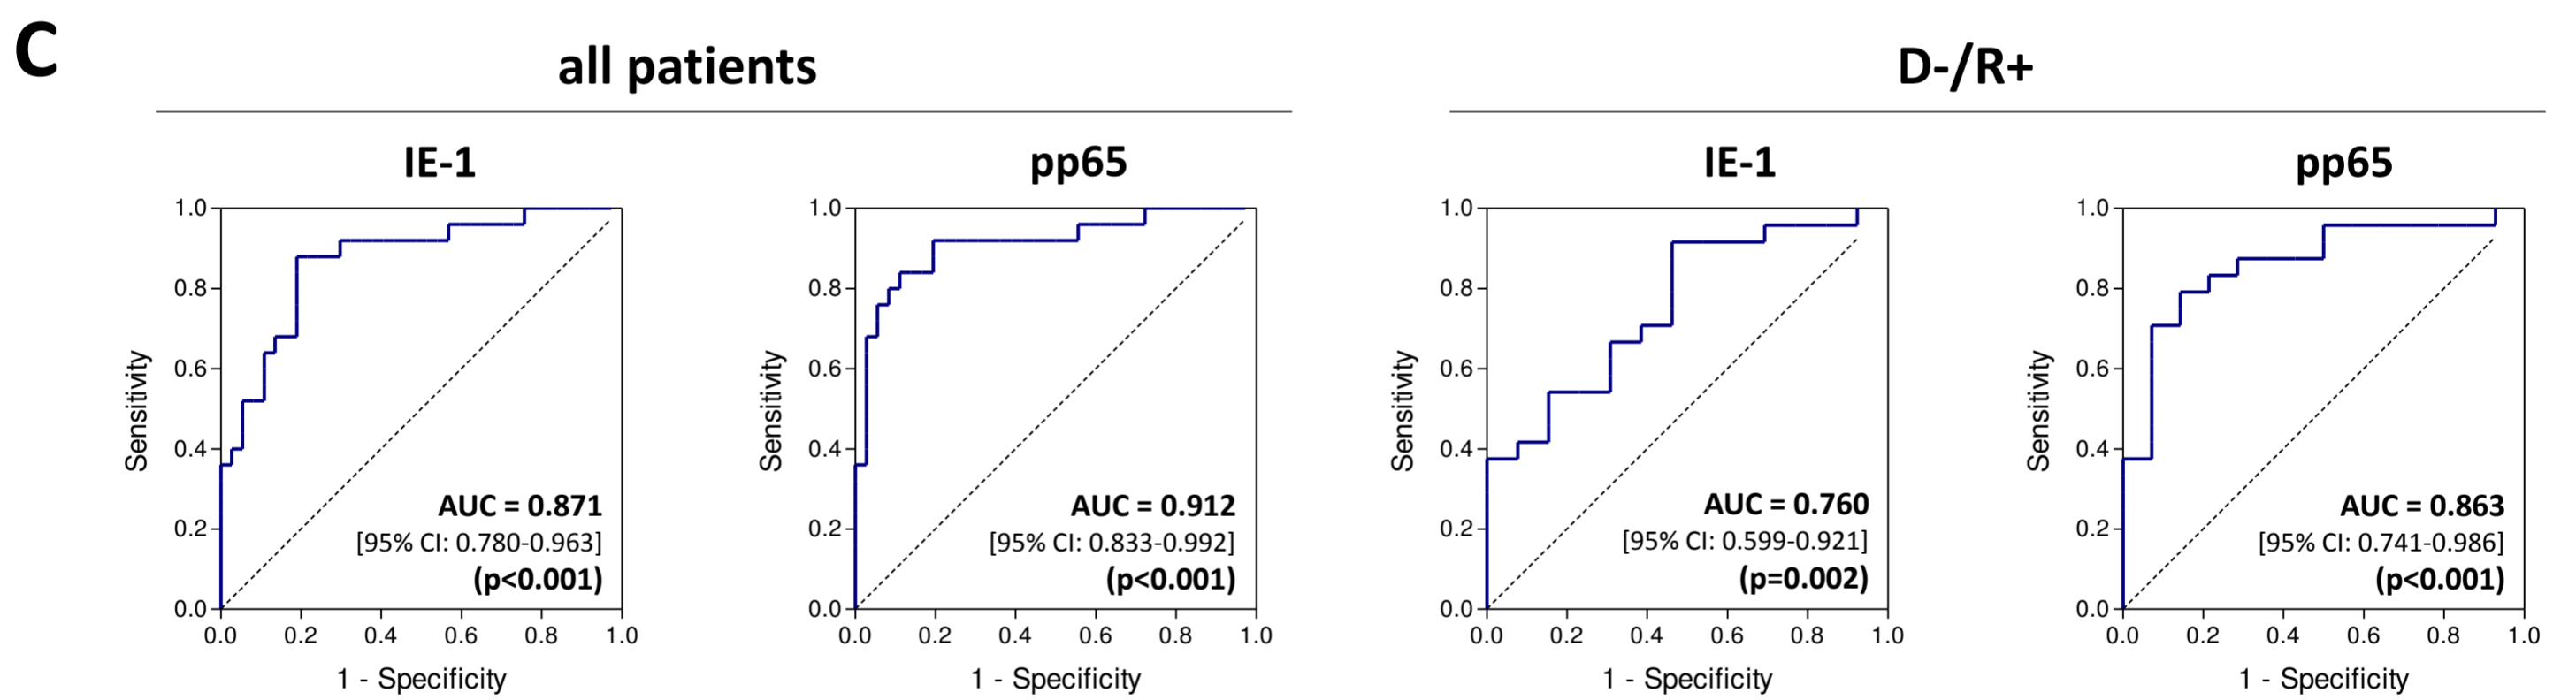 C
all patients
D-/R+
IE-1
pp65
IE-1
pp65
1.0
0.8
0.6
0.4
0.2
0.0
Sensitivity
AUC = 0.871
[95% CI: 0.780-0.963]
(p<0.001)
0.0 0.2 0.4 0.6 0.8 1.0
1 - Specificity
1.0
0.8
0.6
0.4
0.2
0.0
Sensitivity
AUC = 0.912
[95% CI: 0.833-0.992]
(p<0.001)
0.0 0.2 0.4 0.6 0.8 1.0
1 - Specificity
1.0
0.8
0.6
0.4
0.2
0.0
Sensitivity
AUC = 0.760
[95% CI: 0.599-0.921]
(p=0.002)
0.0 0.2 0.4 0.6 0.8 1.0
1 - Specificity
1.0
0.8
0.6
0.4
0.2
0.0
Sensitivity
AUC = 0.863
[95% CI: 0.741-0.986]
(p<0.001)
0.0 0.2 0.4 0.6 0.8 1.0
1 - Specificity